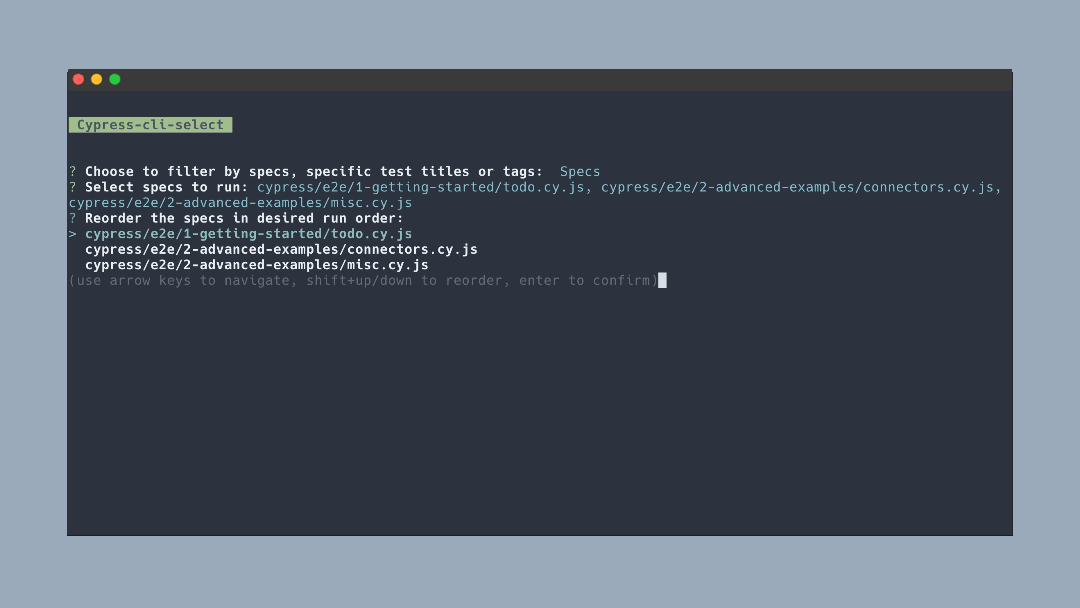 Cypress-cli-select
? Choose to filter by specs, specific test titles or tags:  Specs
? Select specs to run: cypress/e2e/1-getting-started/todo.cy.js, cypress/e2e/2-advanced-examples/connectors.cy.js,
cypress/e2e/2-advanced-examples/misc.cy.js
? Reorder the specs in desired run order:
> cypress/e2e/1-getting-started/todo.cy.js
cypress/e2e/2-advanced-examples/connectors.cy.js
cypress/e2e/2-advanced-examples/misc.cy.js
(use arrow keys to navigate, shift+up/down to reorder, enter to confirm)